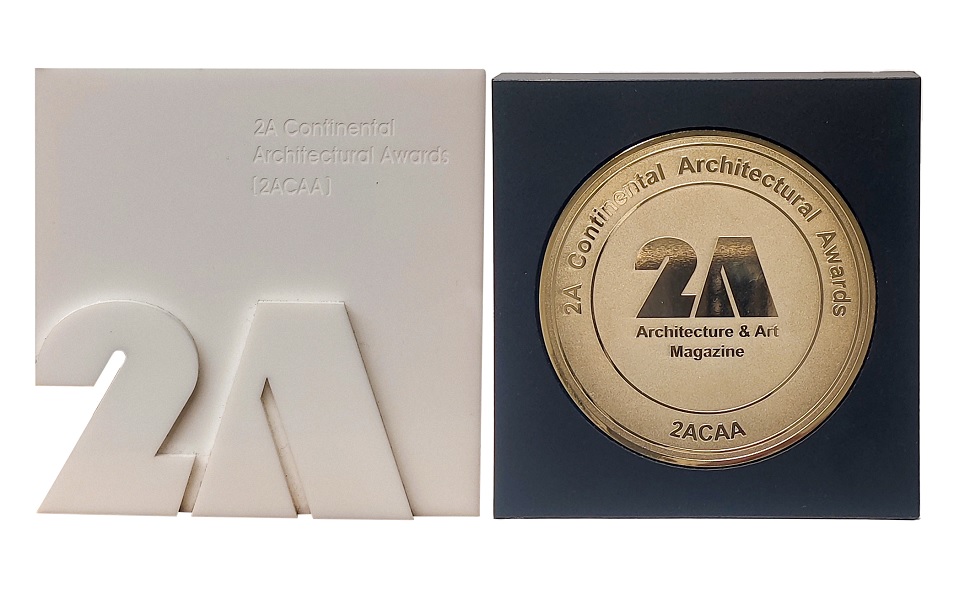 2A Continental
Architectural Awards
[2ACAA]
2A
2A Continental Architectural Awards
2A
Architecture & Art
Magazine
2ACAA